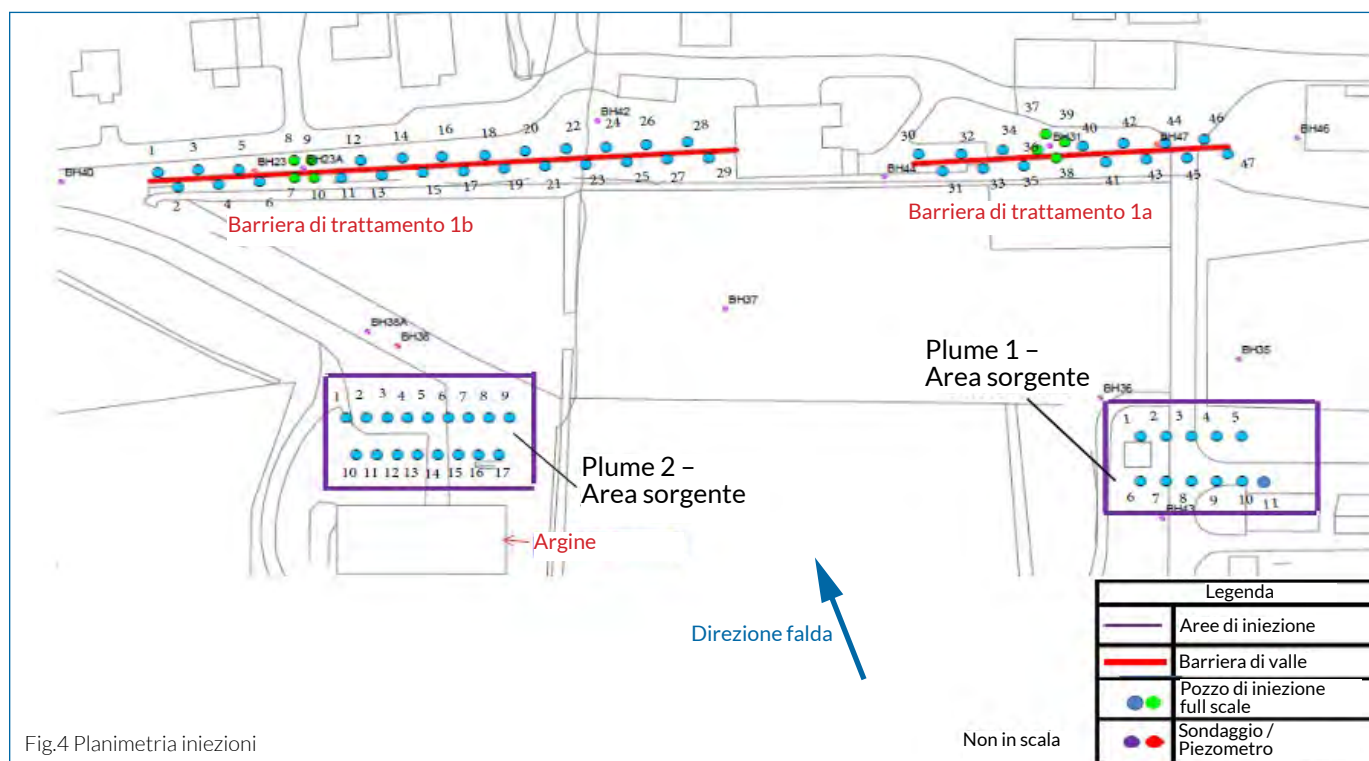 37
39
BH42
26
28
24
22
20
18
16
14
12
8
9
5
3
1
30
32
34
BH31
40
42
44
BH47
46
BH46
BH23
BH23A
36
BH40
2
4
6
7
10
11
13
15
17
19
21
23
25
27
29
BH44
31
33
35
38
41
43
45
47
Barriera di trattamento 1b
Barriera di trattamento 1a
BH37
BH38A
BH38
Plume 1 –
Area sorgente
BH35
BH36
1 2 3 4 5 6 7 8 9
10 11 12 13 14 15 16 17
Plume 2 –
Area sorgente
1 2 3 4 5
6 7 8 9 10 11
BH43
Argine
Direzione falda
Legenda
Aree di iniezione
Barriera di valle
Pozzo di iniezione
full scale
Sondaggio /
Piezometro
Non in scala
Fig.4 Planimetria iniezioni